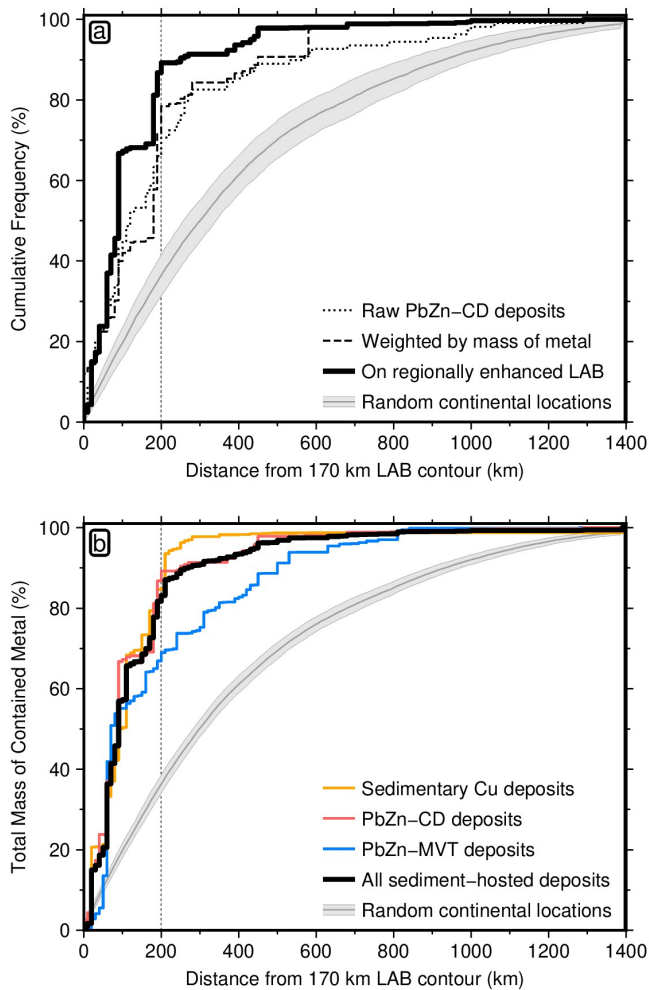 a
100
80
60
40
20
0
Cumulative Frequency (%)
Raw PbZn−CD deposits
Weighted by mass of metal
On regionally enhanced LAB
Random continental locations
0 200 400 600 800 1000 1200 1400
Distance from 170 km LAB contour (km)
b
100
80
60
40
20
0
Total Mass of Contained Metal (%)
Sedimentary Cu deposits
PbZn−CD deposits
PbZn−MVT deposits
All sediment−hosted deposits
Random continental locations
0 200 400 600 800 1000 1200 1400
Distance from 170 km LAB contour (km)